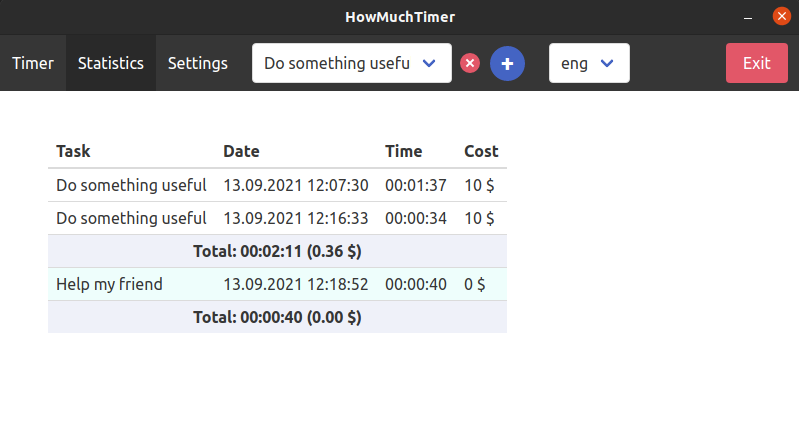 HowMuchTimer
Timer Statistics Settings Do something usefu eng Exit
Task Date Time Cost
Do something useful 13.09.2021 12:07:30 00:01:37 10 $
Do something useful 13.09.2021 12:16:33 00:00:34 10 $
Total: 00:02:11 (0.36 $)
Help my friend 13.09.2021 12:18:52 00:00:40 0 $
Total: 00:00:40 (0.00 $)